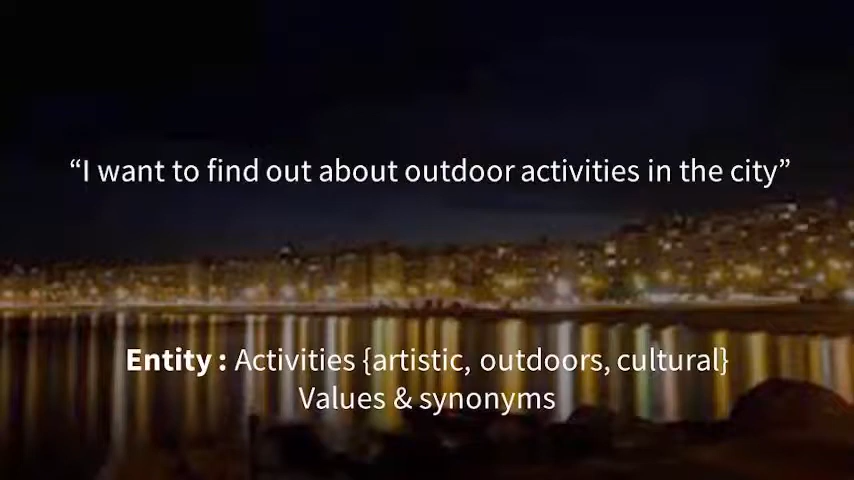 “I want to find out about outdoor activities in the city”
Entity : Activities {artistic, outdoors, cultural}
Values & synonyms